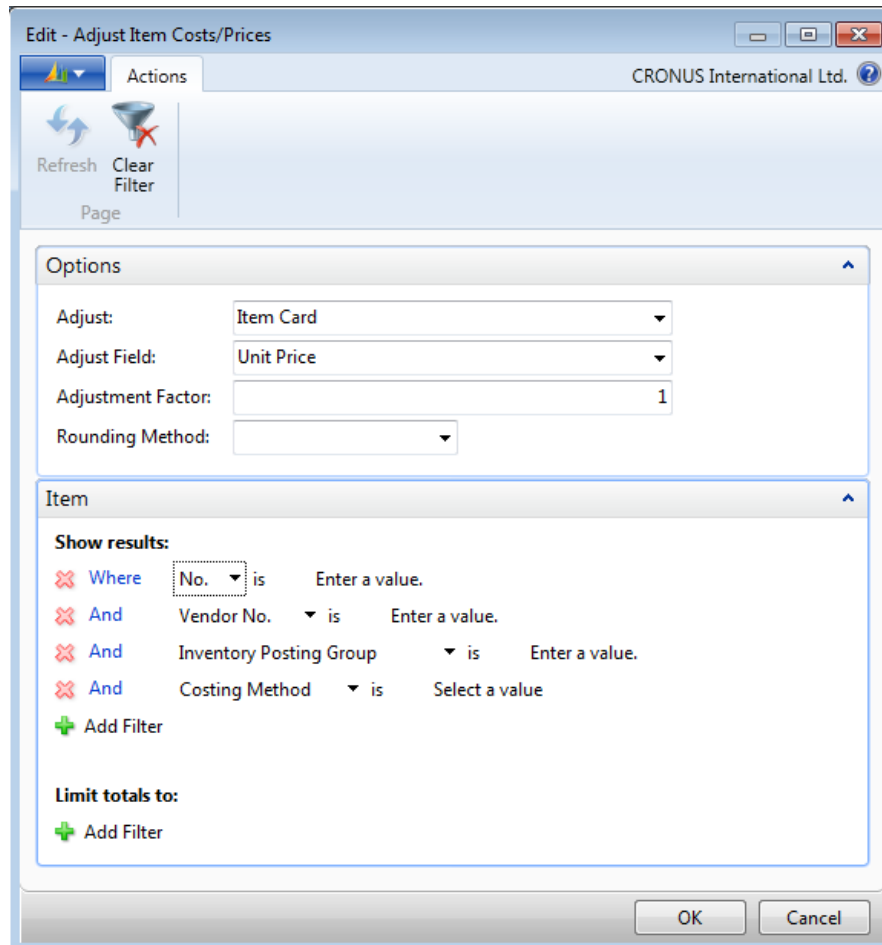 Edit - Adjust Item Costs/Prices
Actions
CRONUS International Ltd.
Refresh
Clear
Filter
Page
Options
Adjust: Item Card
Adjust Field: Unit Price
Adjustment Factor: 1
Rounding Method:
Item
Show results:
Where No. is Enter a value.
And Vendor No. is Enter a value.
And Inventory Posting Group is Enter a value.
And Costing Method is Select a value
Add Filter
Limit totals to:
Add Filter
OK Cancel